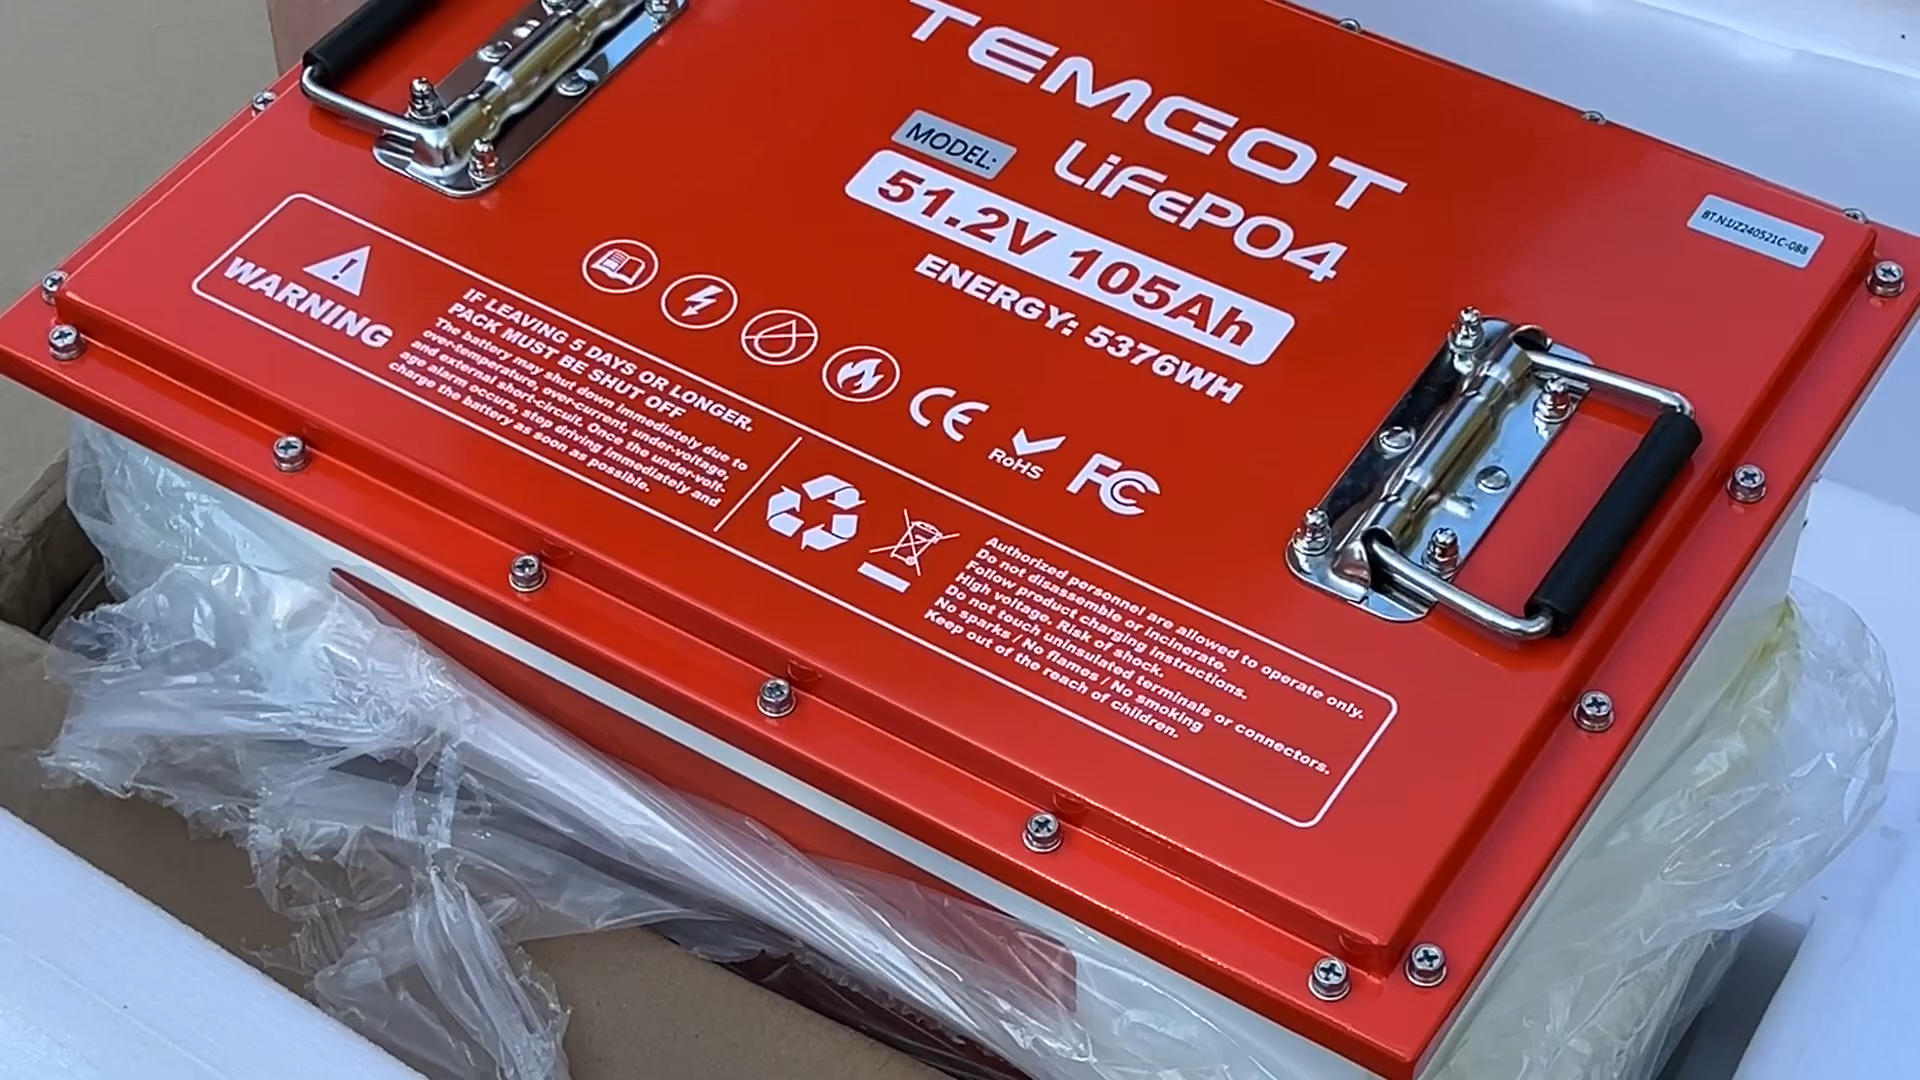 TEMGOT
MODEL:
LiFePO4
51.2V 105Ah
ENERGY: 5376WH
BT.NJJZ240521C-088
WARNING
IF LEAVING 5 DAYS OR LONGER.
PACK MUST BE SHUT OFF
The battery may shut down immediately due to
over-temperature, over-current, under-voltage,
and external short-circuit. Once the under-volt-
age alarm occurs, stop driving immediately and
charge the battery as soon as possible.
CE
RoHS
FC
Authorized personnel are allowed to operate only.
Do not disassemble or incinerate.
Follow product charging instructions.
High voltage. Risk of shock.
Do not touch uninsulated terminals or connectors.
No sparks / No flames / No smoking
Keep out of the reach of children.